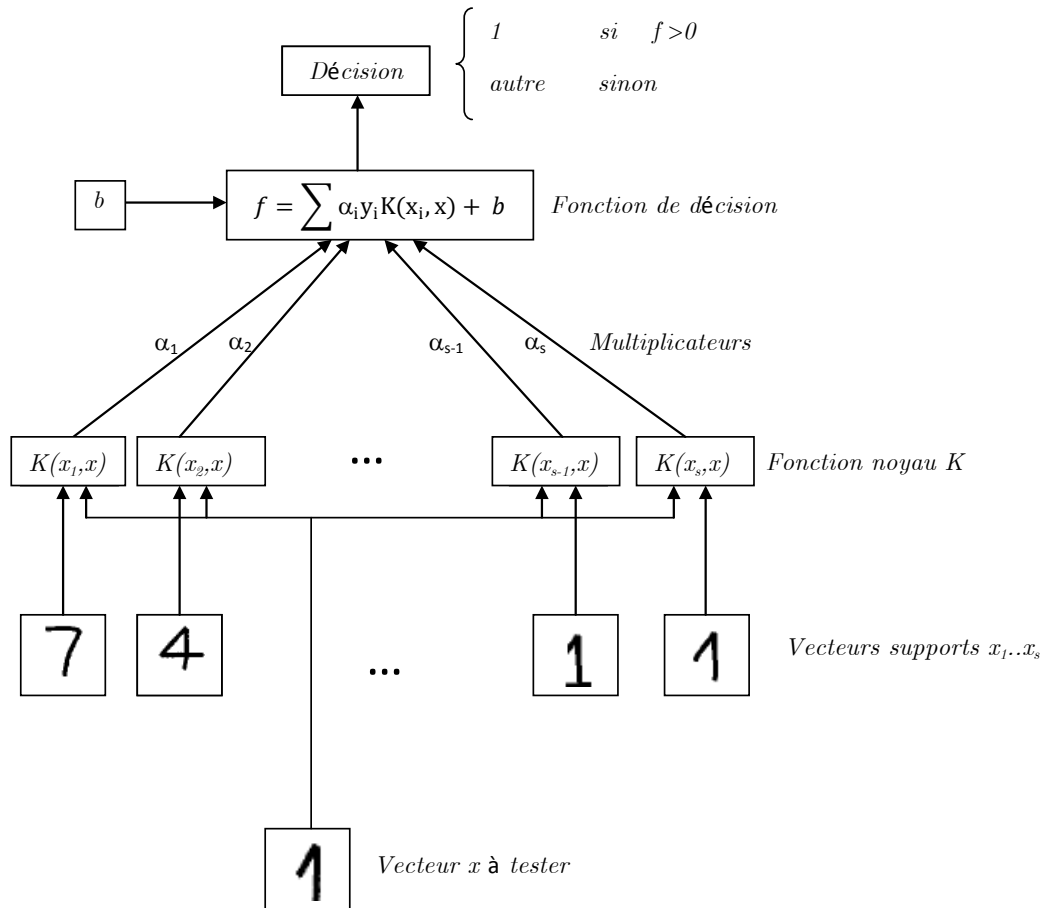 1 si f>0
Décision
autre sinon
b
f = ∑ αᵢyᵢK(xᵢ,x) + b
Fonction de décision
α₁ α₂ αₛ₋₁ αₛ Multiplicateurs
K(x₁,x) K(x₂,x) ... K(xₛ₋₁,x) K(xₛ,x) Fonction noyau K
7 4 ... 1 1 Vecteurs supports x₁..xₛ
1 Vecteur x à tester